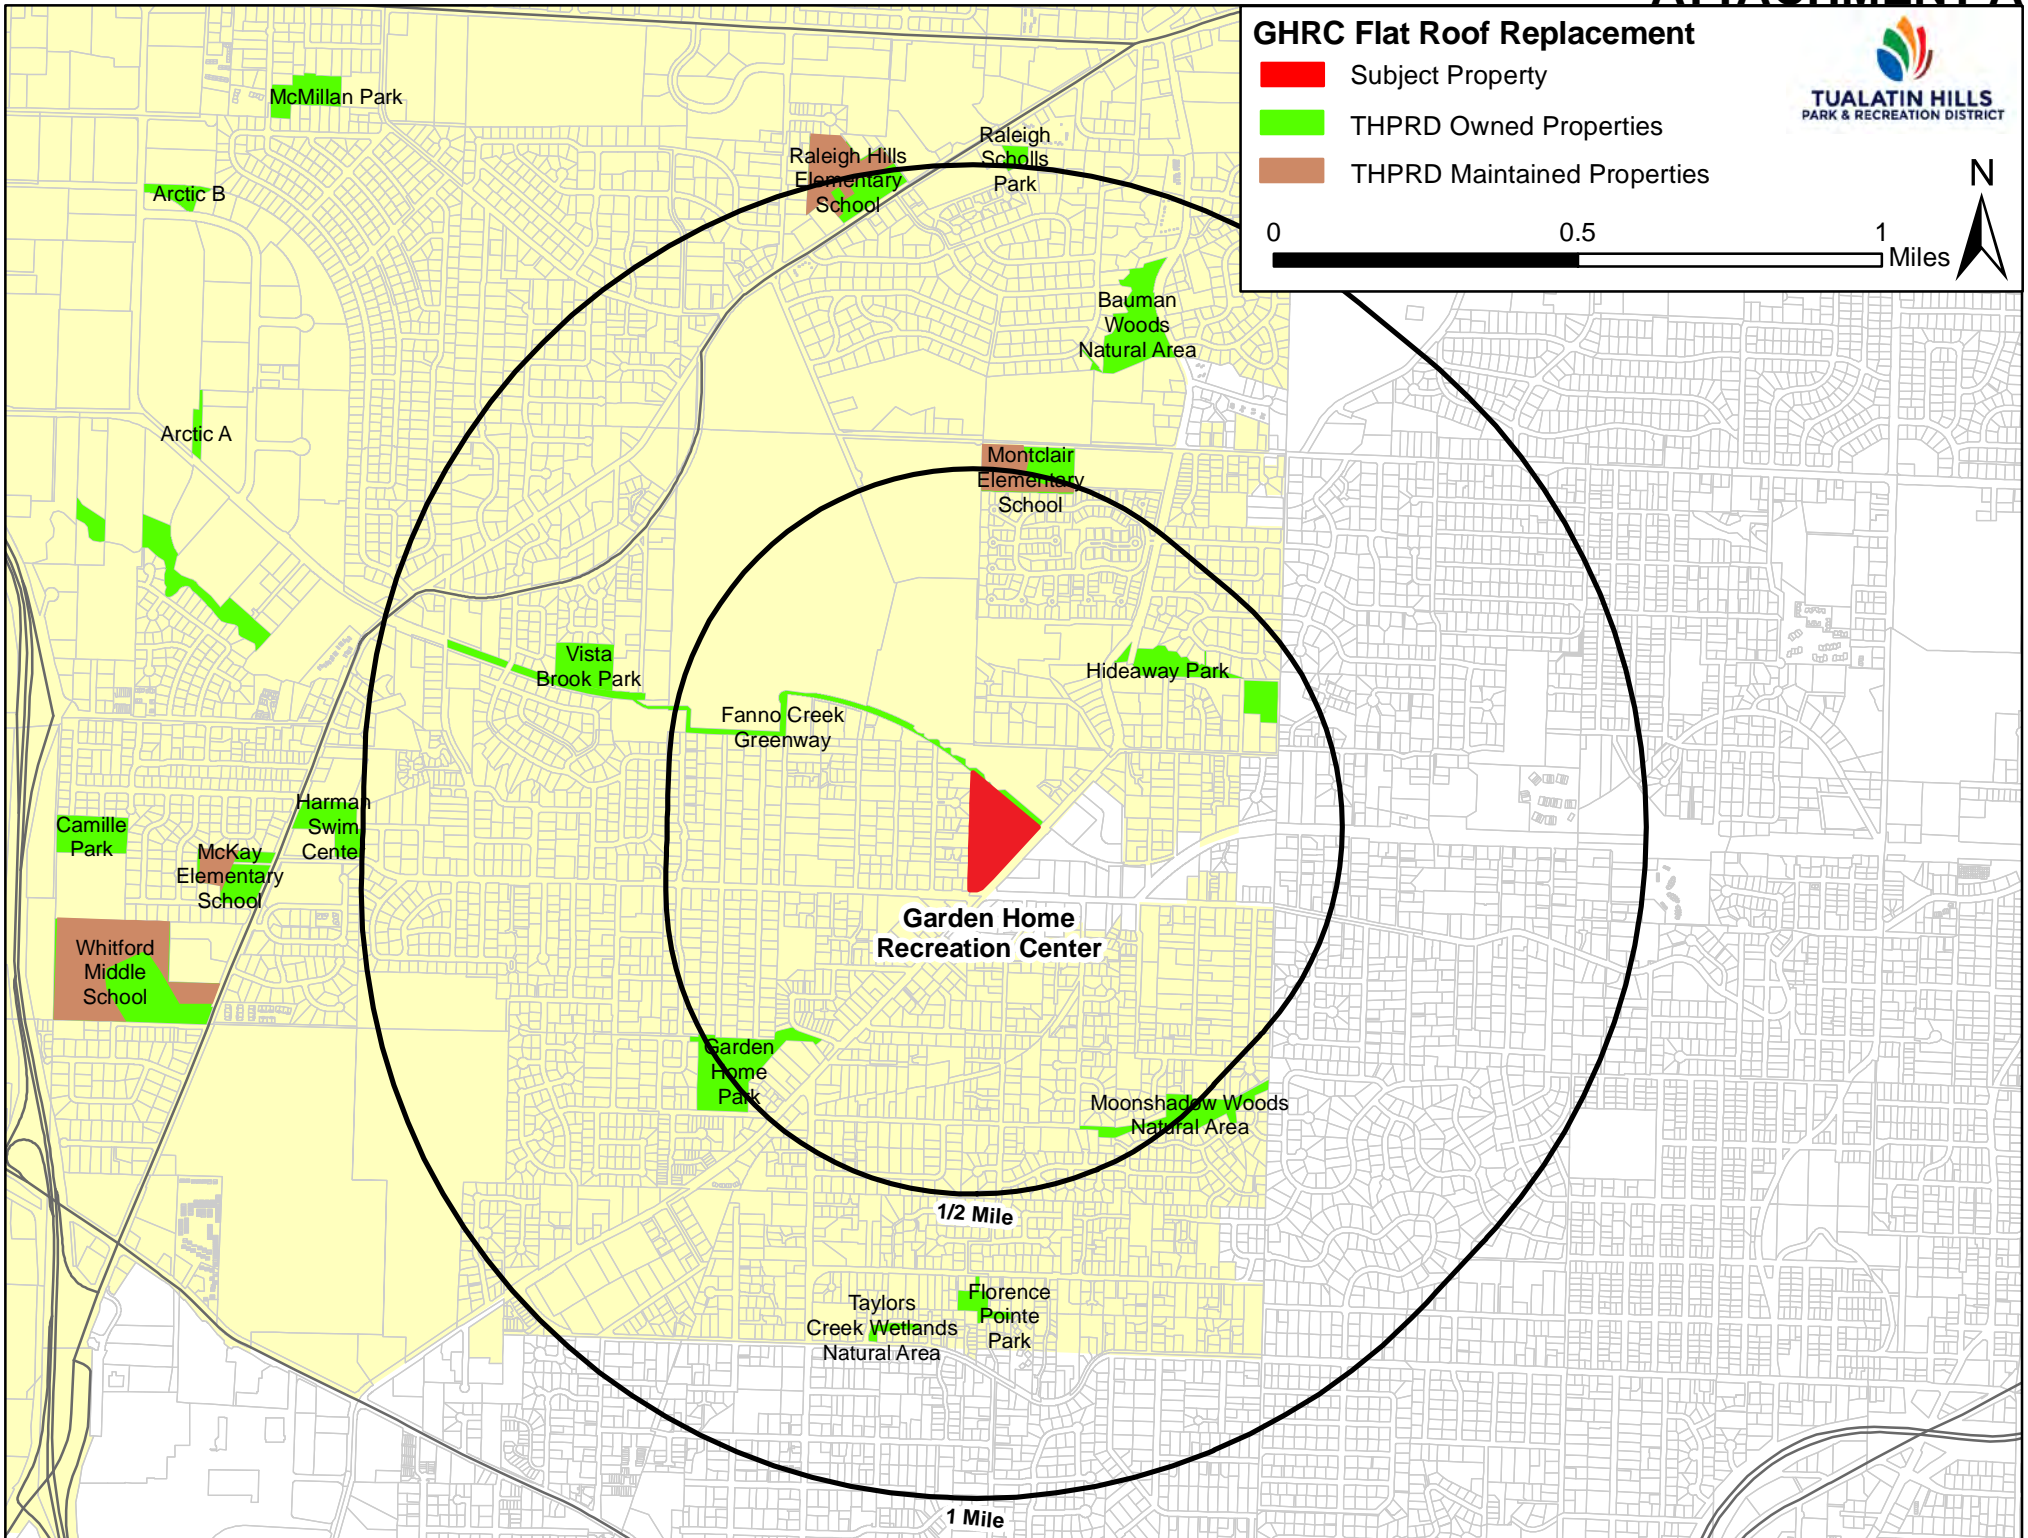 GHRC Flat Roof Replacement
Subject Property
THPRD Owned Properties
THPRD Maintained Properties
TUALATIN HILLS
PARK & RECREATION DISTRICT
N
0 0.5 1
Miles
McMillan Park
Raleigh Hills
Elementary
School
Raleigh
Scholls
Park
Arctic B
Bauman
Woods
Natural Area
Arctic A
Montclair
Elementary
School
Vista
Brook Park
Hideaway Park
Fanno Creek
Greenway
Harman
Swim
Center
Camille
Park
McKay
Elementary
School
Garden Home
Recreation Center
Whitford
Middle
School
Garden
Home
Park
Moonshadow Woods
Natural Area
1/2 Mile
Florence
Pointe
Park
Taylors
Creek Wetlands
Natural Area
1 Mile